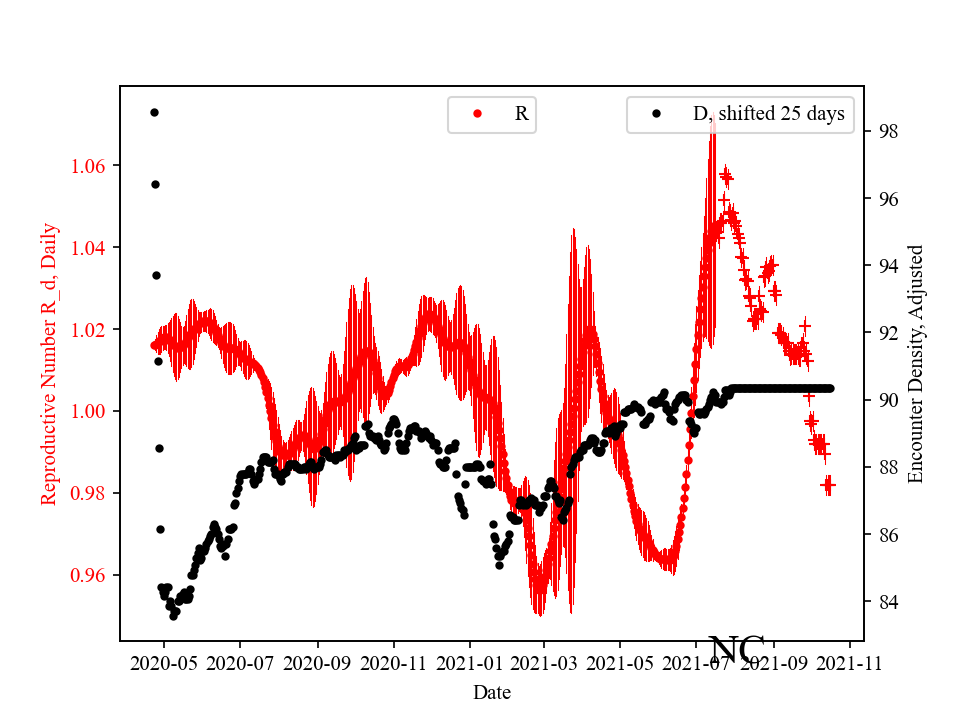 R
D, shifted 25 days
Reproductive Number R_d, Daily
1.06
1.04
1.02
1.00
0.98
0.96
98
96
94
92
90
88
86
84
Encounter Density, Adjusted
NC
2020-05 2020-07 2020-09 2020-11 2021-01 2021-03 2021-05 2021-07 2021-09 2021-11
Date